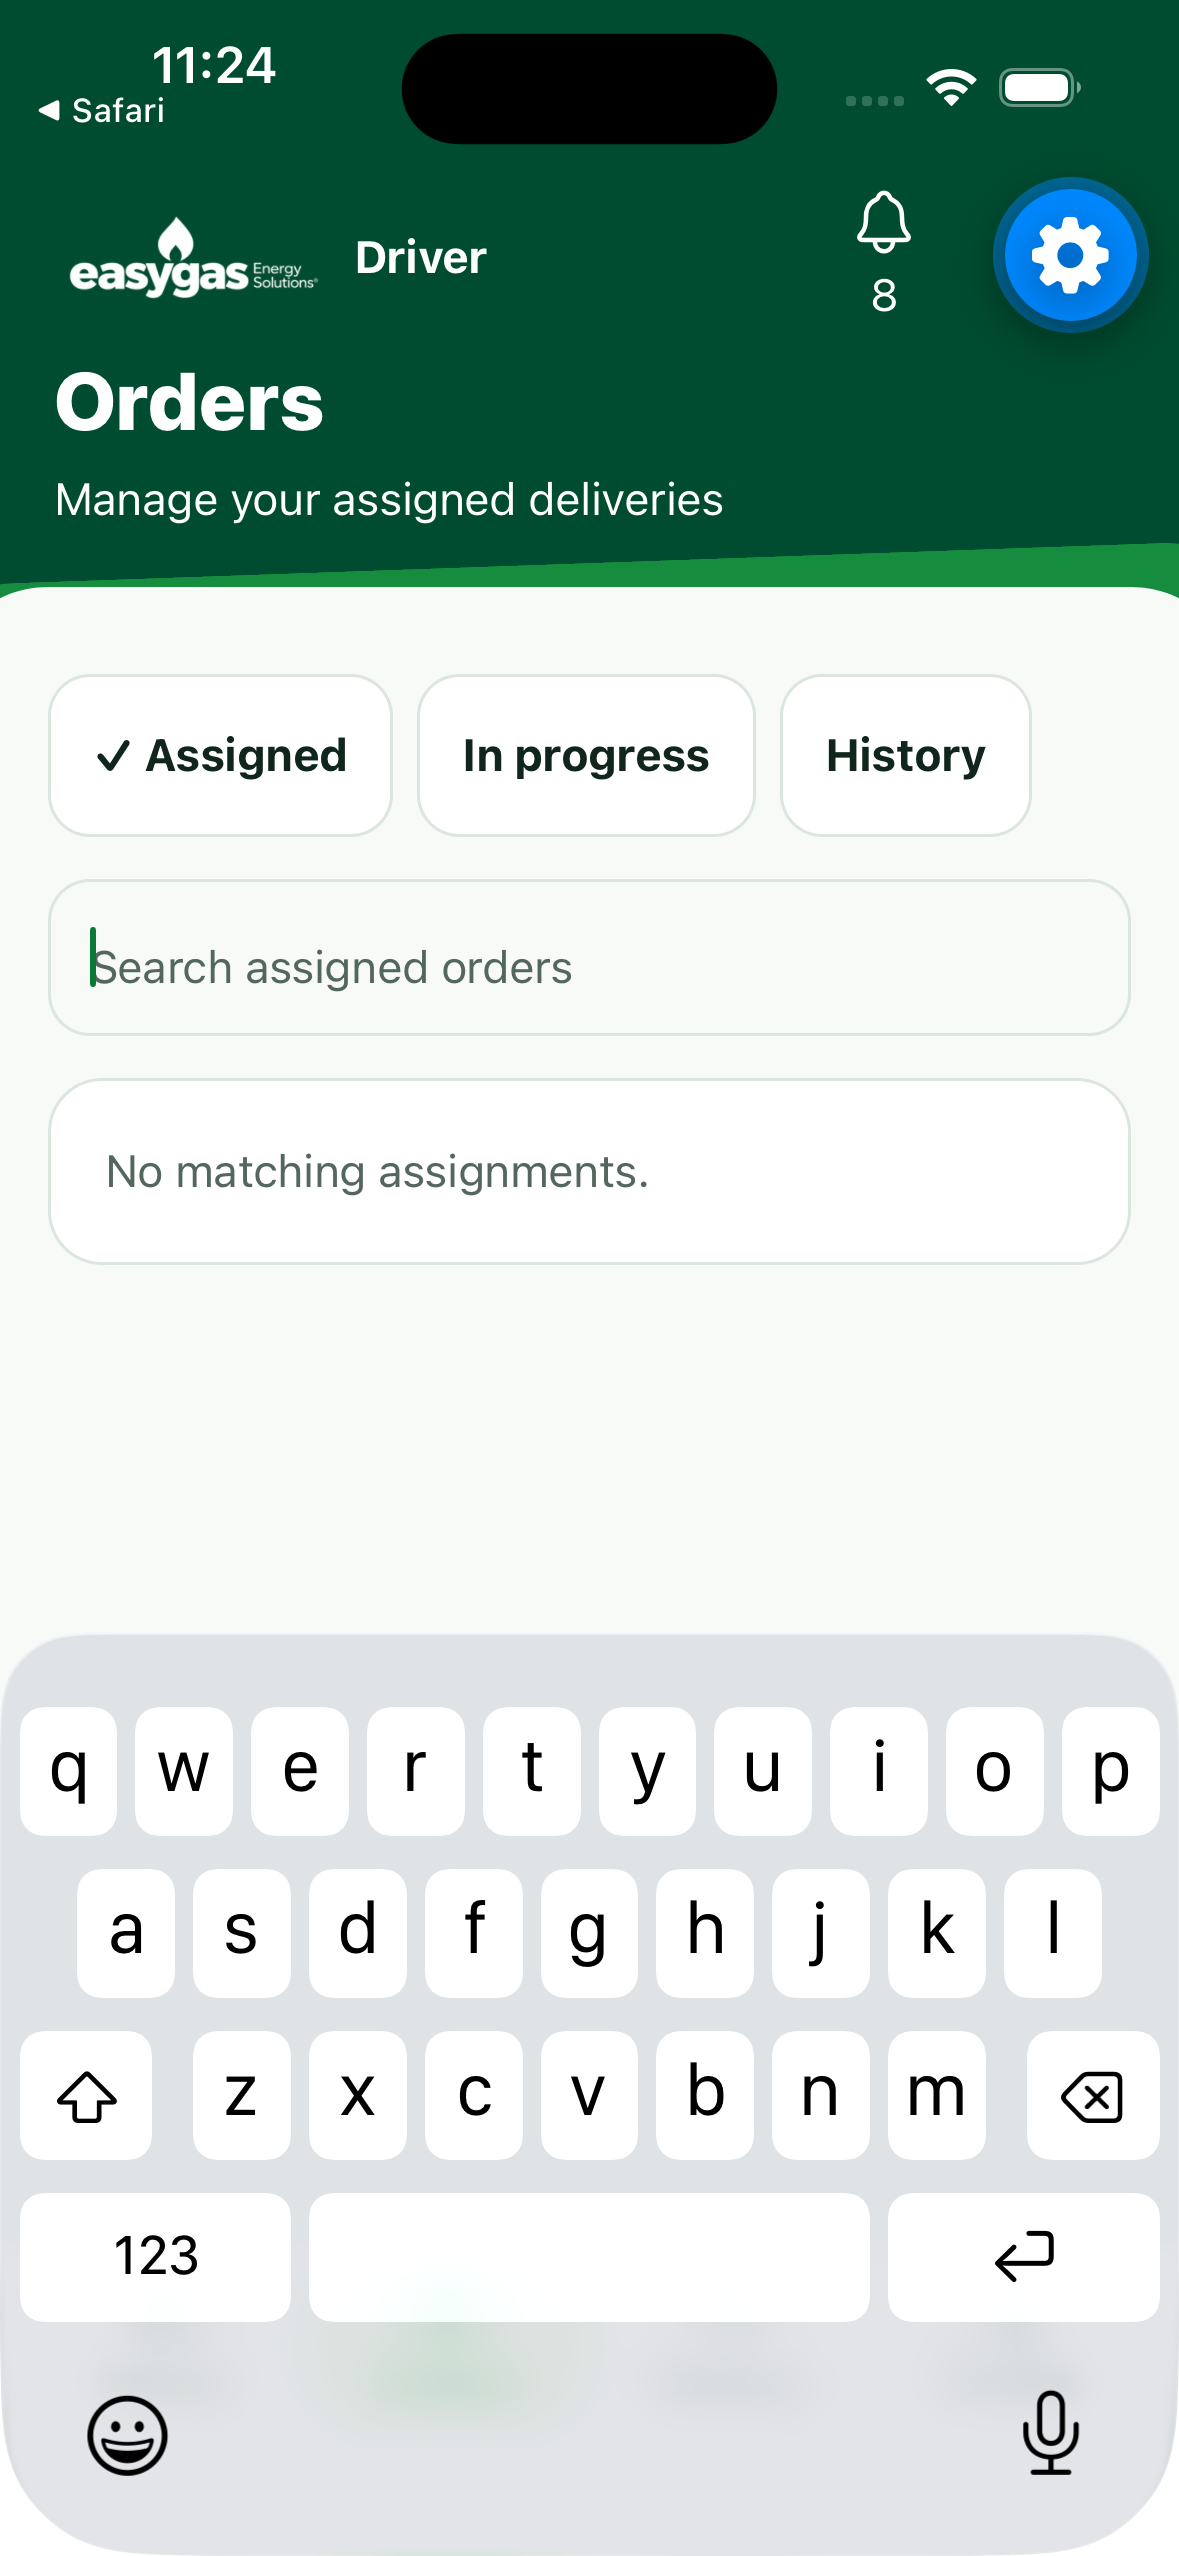 11:24
Safari
easygas Energy Solutions
Driver
8
Orders
Manage your assigned deliveries
✓ Assigned
In progress
History
Search assigned orders
No matching assignments.
q w e r t y u i o p
a s d f g h j k l
z x c v b n m
123